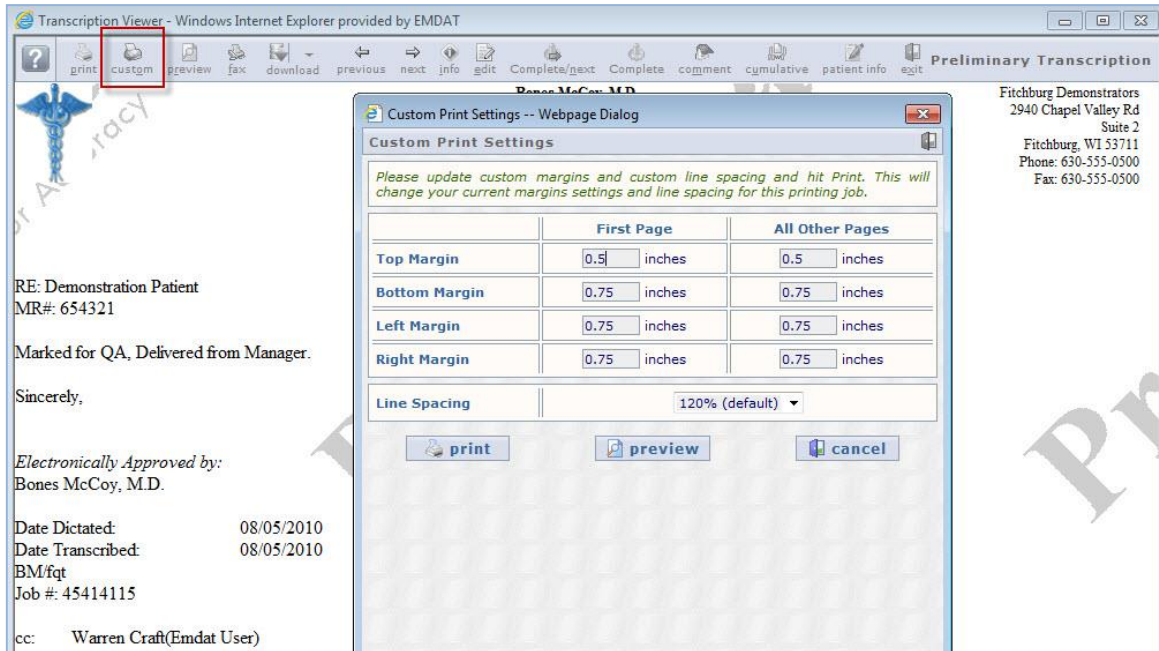 Transcription Viewer - Windows Internet Explorer provided by EMDAT
? print custom preview fax download previous next info edit Complete/next Complete comment cumulative patient info exit Preliminary Transcription
Bones McCoy, M.D.
Fitchburg Demonstrators
2940 Chapel Valley Rd
Suite 2
Fitchburg, WI 53711
Phone: 630-555-0500
Fax: 630-555-0500
RE: Demonstration Patient
MR#: 654321
Marked for QA, Delivered from Manager.
Sincerely,
Electronically Approved by:
Bones McCoy, M.D.
Date Dictated: 08/05/2010
Date Transcribed: 08/05/2010
BM/fqt
Job #: 45414115
cc: Warren Craft(Emdat User)
Custom Print Settings -- Webpage Dialog
Custom Print Settings
Please update custom margins and custom line spacing and hit Print. This will
change your current margins settings and line spacing for this printing job.
First Page All Other Pages
Top Margin 0.5 inches 0.5 inches
Bottom Margin 0.75 inches 0.75 inches
Left Margin 0.75 inches 0.75 inches
Right Margin 0.75 inches 0.75 inches
Line Spacing 120% (default)
print preview cancel